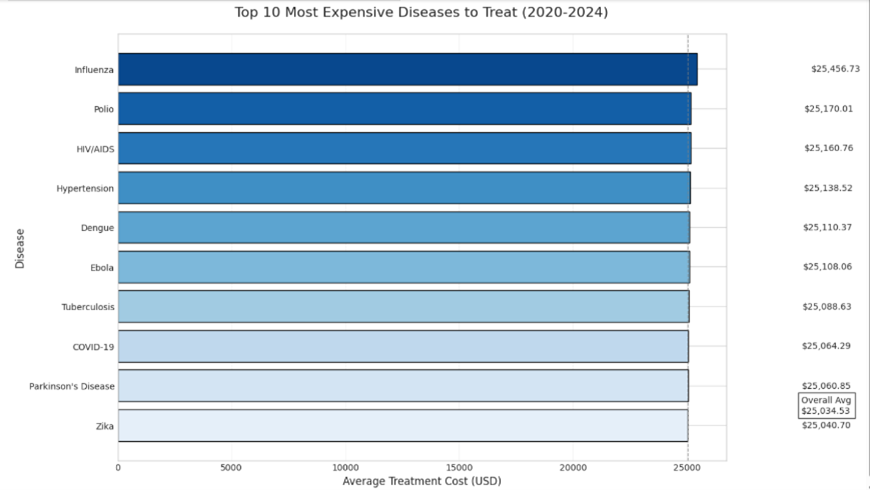 Top 10 Most Expensive Diseases to Treat (2020-2024)
Influenza $25,456.73
Polio $25,170.01
HIV/AIDS $25,160.76
Hypertension $25,138.52
Dengue $25,110.37
Ebola $25,108.06
Tuberculosis $25,088.63
COVID-19 $25,064.29
Parkinson's Disease $25,060.85
Overall Avg
$25,034.53
Zika $25,040.70
Disease
0 5000 10000 15000 20000 25000
Average Treatment Cost (USD)